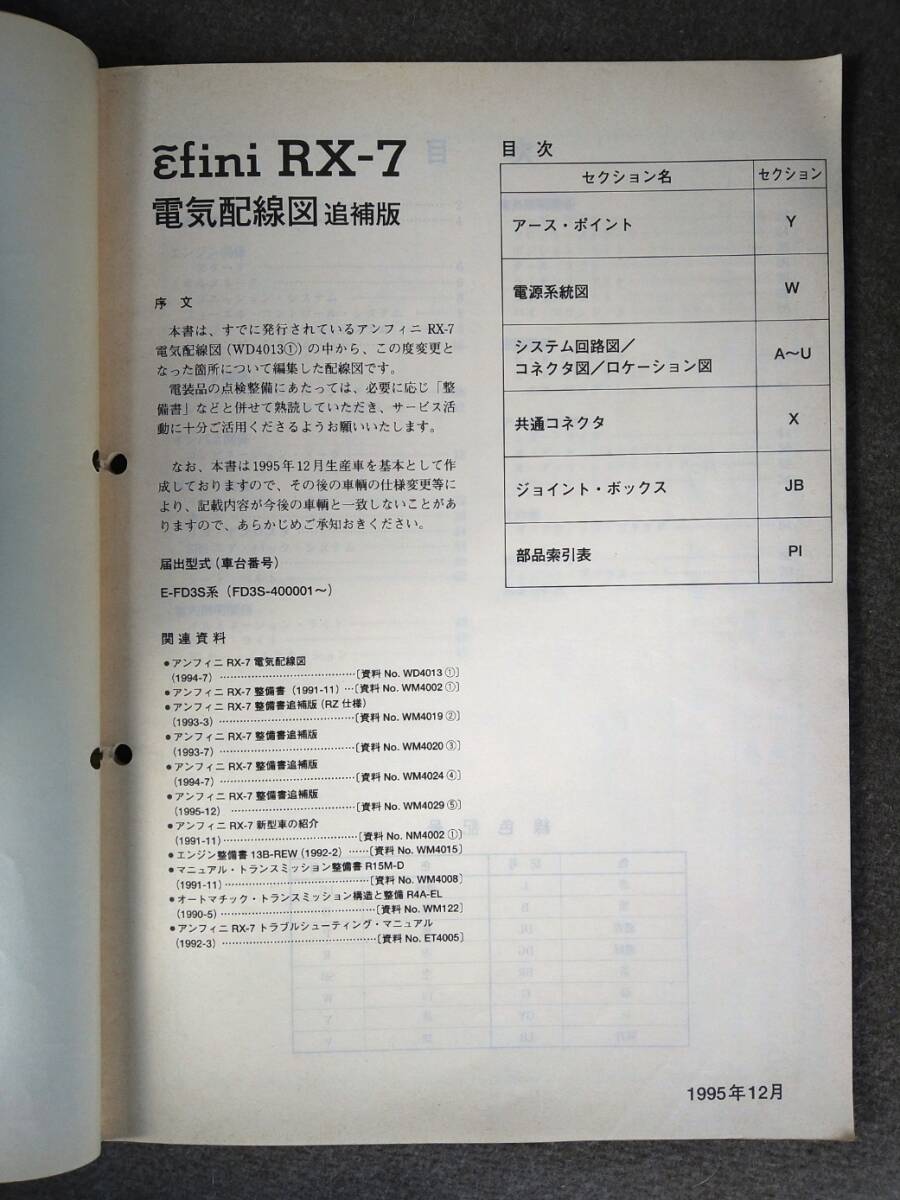 ε̃fini RX-7
電気配線図 追補版
序 文
本書は、すでに発行されているアンフィニ RX-7
電気配線図(WD4013①)の中から、この度変更と
なった箇所について編集した配線図です。
電装品の点検整備にあたっては、必要に応じ「整
備書」などと併せて熟読していただき、サービス活
動に十分ご活用くださるようお願いいたします。
なお、本書は1995年12月生産車を基本として作
成しておりますので、その後の車輌の仕様変更等に
より、記載内容が今後の車輌と一致しないことがあ
りますので、あらかじめご承知おきください。
届出型式(車台番号)
E-FD3S系(FD3S-400001〜)
関連資料
●アンフィニ RX-7 電気配線図
(1994-7) ……………………………〔資料 No. WD4013 ①〕
●アンフィニ RX-7 整備書(1991-11)…〔資料 No. WM4002 ①〕
●アンフィニ RX-7 整備書追補版(RZ 仕様)
(1993-3) ……………………………〔資料 No. WM4019 ②〕
●アンフィニ RX-7 整備書追補版
(1993-7) ……………………………〔資料 No. WM4020 ③〕
●アンフィニ RX-7 整備書追補版
(1994-7) ……………………………〔資料 No. WM4024 ④〕
●アンフィニ RX-7 整備書追補版
(1995-12) ……………………………〔資料 No. WM4029 ⑤〕
●アンフィニ RX-7 新型車の紹介
(1991-11) ……………………………〔資料 No. NM4002 ①〕
●エンジン整備書 13B-REW(1992-2)……〔資料 No. WM4015〕
●マニュアル・トランスミッション整備書 R15M-D
(1991-11) ……………………………〔資料 No. WM4008〕
●オートマチック・トランスミッション構造と整備 R4A-EL
(1990-5) ……………………………〔資料 No. WM122〕
●アンフィニ RX-7 トラブルシューティング・マニュアル
(1992-3) ……………………………〔資料 No. ET4005〕
目 次
セクション名 セクション
アース・ポイント Y
電源系統図 W
システム回路図/
コネクタ図/ロケーション図 A〜U
共通コネクタ X
ジョイント・ボックス JB
部品索引表 PI
1995年12月